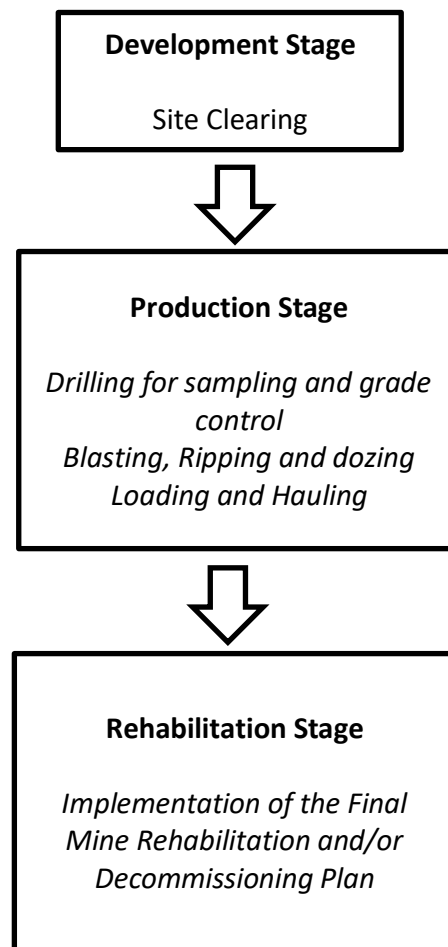 Development Stage
Site Clearing
Production Stage
Drilling for sampling and grade
control
Blasting, Ripping and dozing
Loading and Hauling
Rehabilitation Stage
Implementation of the Final
Mine Rehabilitation and/or
Decommissioning Plan